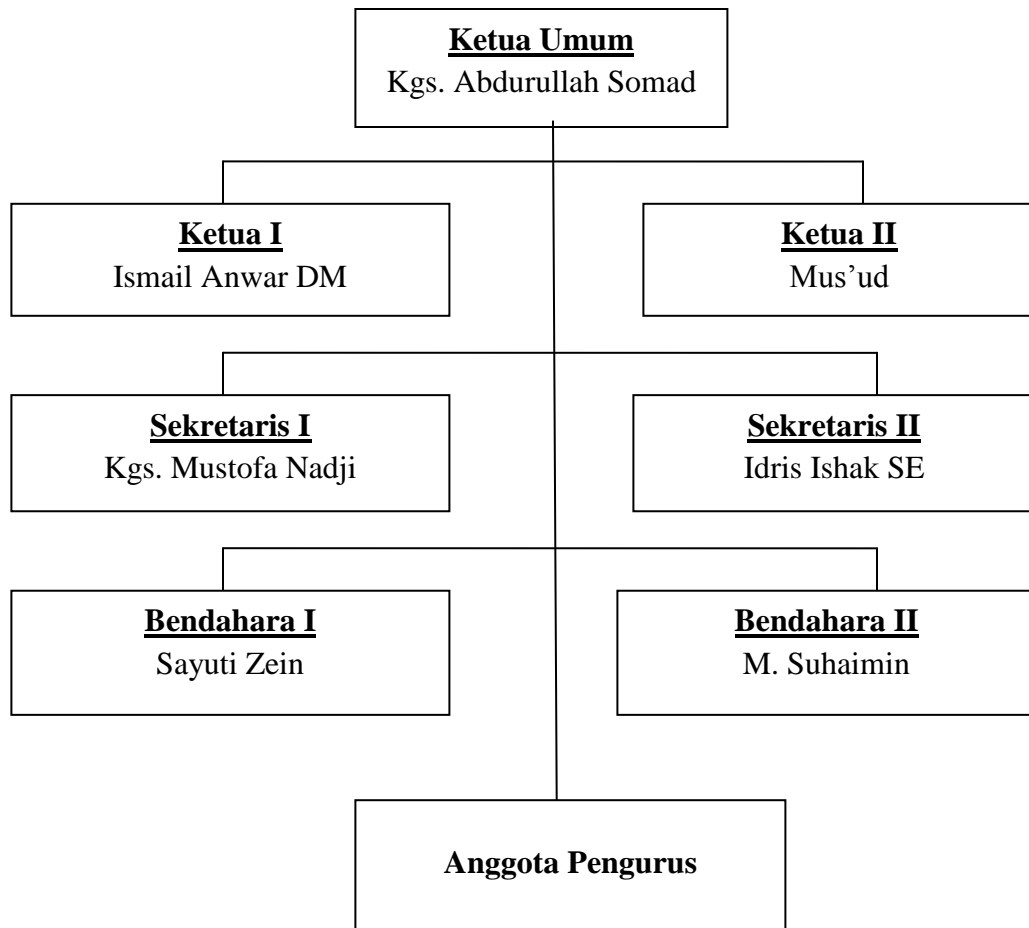 Ketua Umum
Kgs. Abdurullah Somad
Ketua I
Ismail Anwar DM
Ketua II
Mus’ud
Sekretaris I
Kgs. Mustofa Nadji
Sekretaris II
Idris Ishak SE
Bendahara I
Sayuti Zein
Bendahara II
M. Suhaimin
Anggota Pengurus